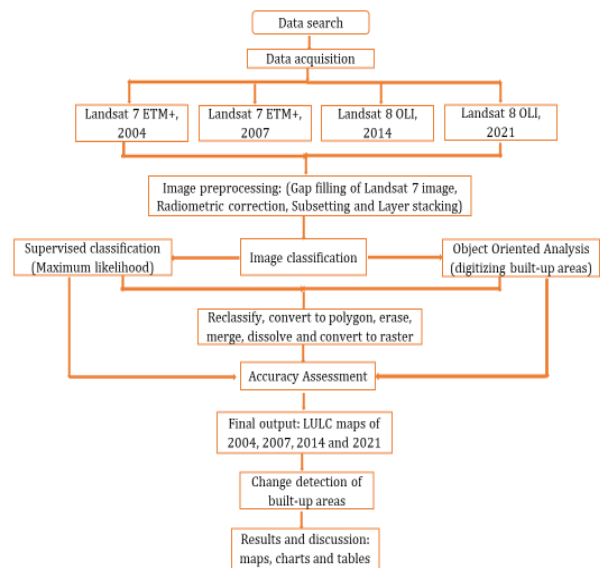 Data search
Data acquisition
Landsat 7 ETM+,
2004
Landsat 7 ETM+,
2007
Landsat 8 OLI,
2014
Landsat 8 OLI,
2021
Image preprocessing: (Gap filling of Landsat 7 image,
Radiometric correction, Subsetting and Layer stacking)
Supervised classification
(Maximum likelihood)
Image classification
Object Oriented Analysis
(digitizing built-up areas)
Reclassify, convert to polygon, erase,
merge, dissolve and convert to raster
Accuracy Assessment
Final output: LULC maps of
2004, 2007, 2014 and 2021
Change detection of
built-up areas
Results and discussion:
maps, charts and tables